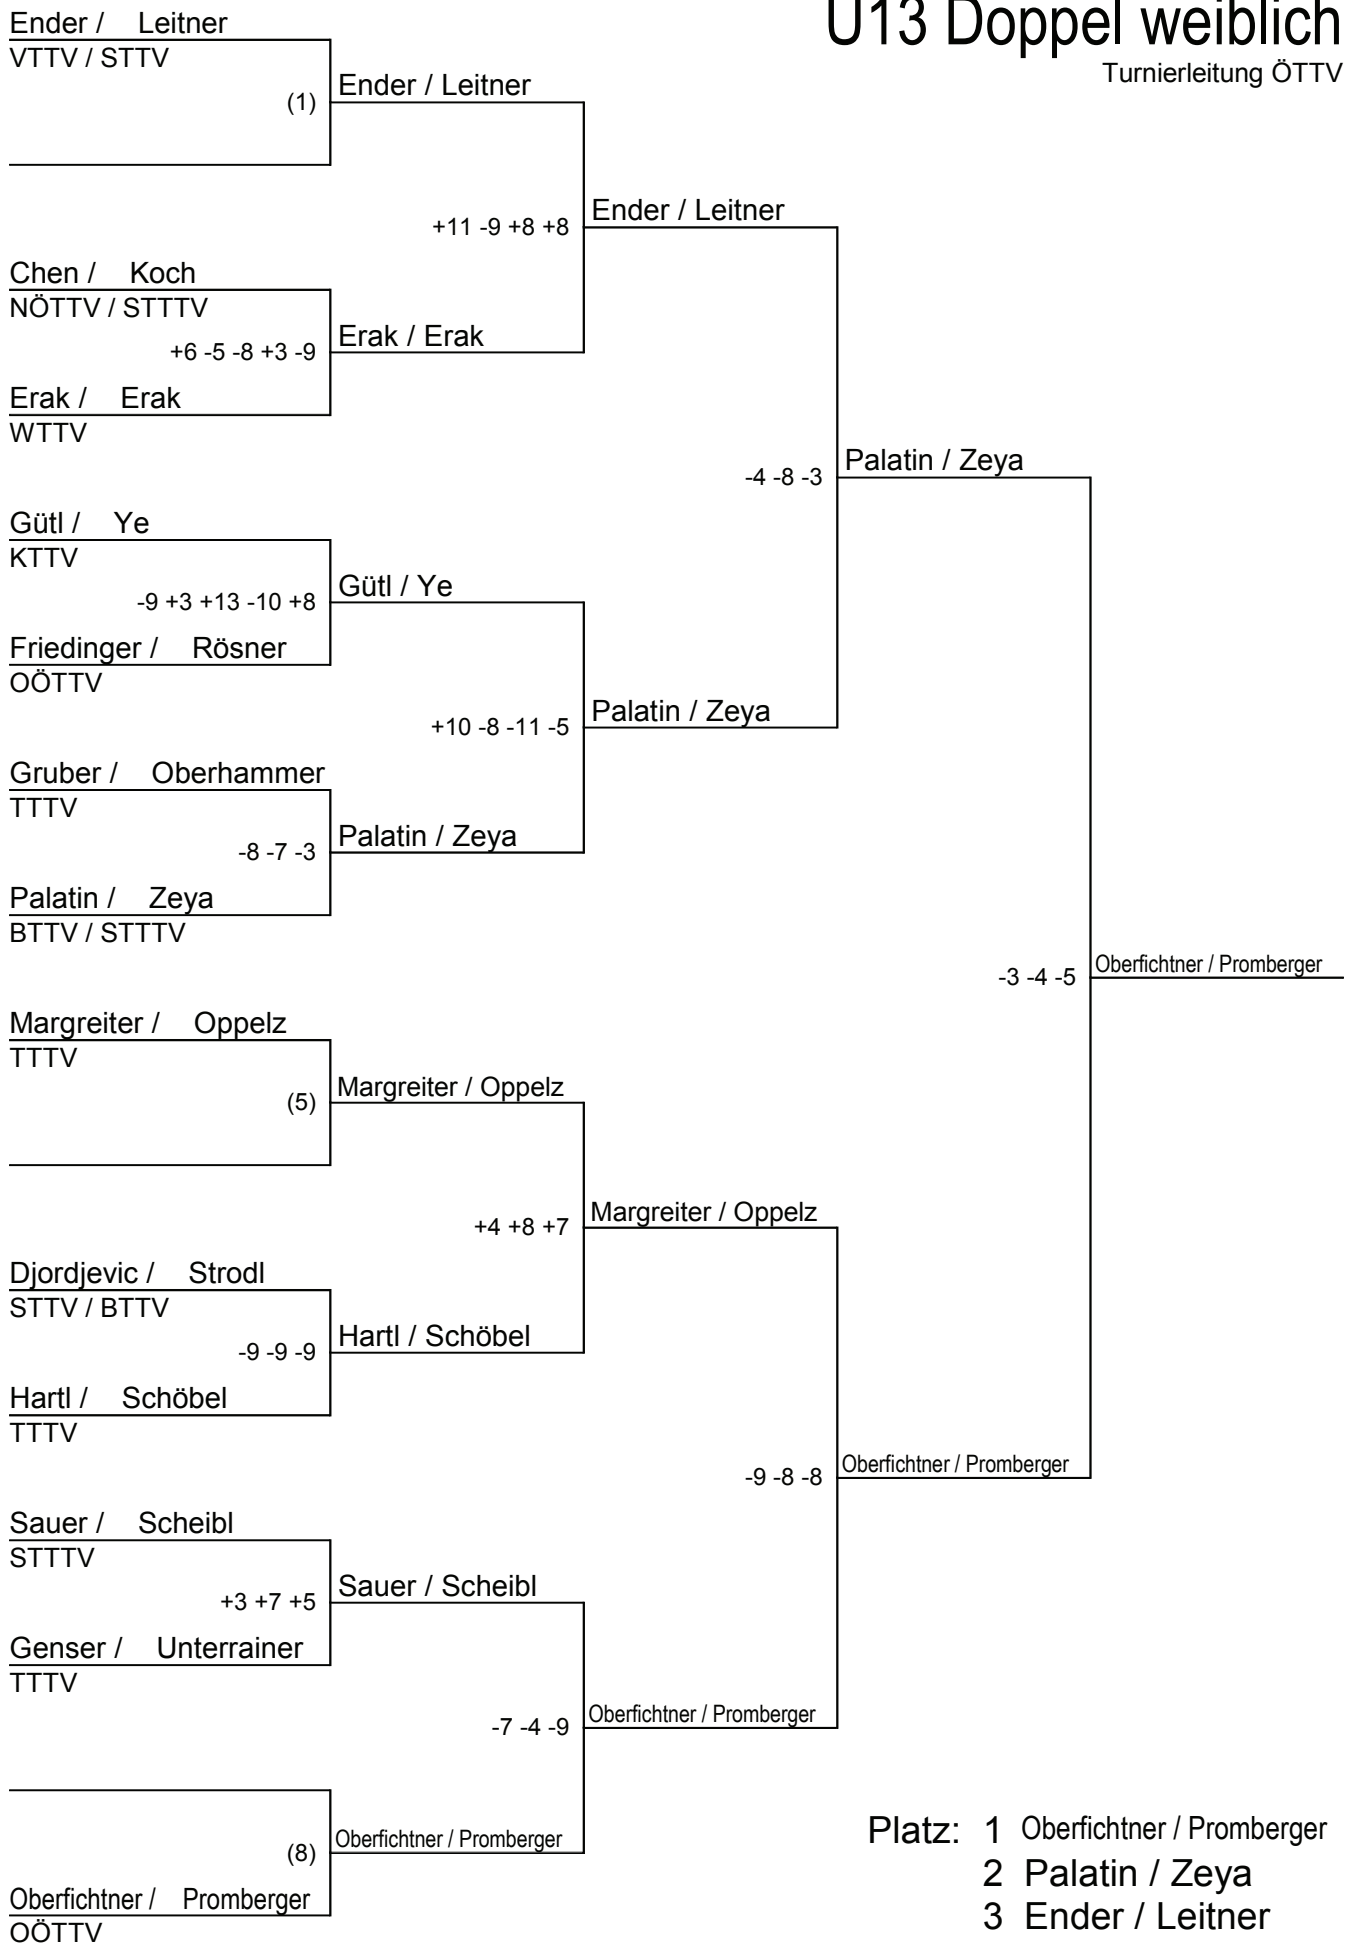 U13 Doppel weiblich
Turnierleitung ÖTTV
Ender / Leitner
VTTV / STTV
(1)
Ender / Leitner
+11 -9 +8 +8
Ender / Leitner
Chen / Koch
NÖTTV / STTTV
+6 -5 -8 +3 -9
Erak / Erak
Erak / Erak
WTTV
-4 -8 -3
Palatin / Zeya
Gütl / Ye
KTTV
-9 +3 +13 -10 +8
Gütl / Ye
Friedinger / Rösner
OÖTTV
+10 -8 -11 -5
Palatin / Zeya
Gruber / Oberhammer
TTTV
-8 -7 -3
Palatin / Zeya
Palatin / Zeya
BTTV / STTTV
-3 -4 -5
Oberfichtner / Promberger
Margreiter / Oppelz
TTTV
(5)
Margreiter / Oppelz
+4 +8 +7
Margreiter / Oppelz
Djordjevic / Strodl
STTV / BTTV
-9 -9 -9
Hartl / Schöbel
Hartl / Schöbel
TTTV
-9 -8 -8
Oberfichtner / Promberger
Sauer / Scheibl
STTTV
+3 +7 +5
Sauer / Scheibl
Genser / Unterrainer
TTTV
-7 -4 -9
Oberfichtner / Promberger
(8)
Oberfichtner / Promberger
Oberfichtner / Promberger
OÖTTV
Platz: 1 Oberfichtner / Promberger
2 Palatin / Zeya
3 Ender / Leitner